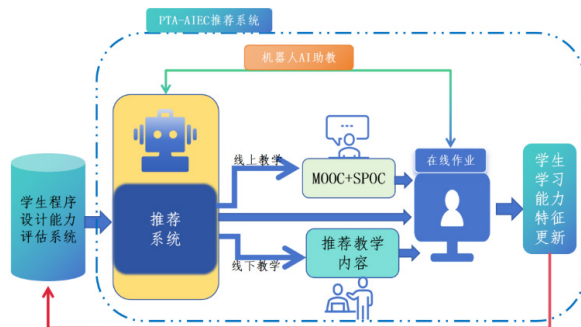 PTA-AIEC推荐系统
机器人AI助教
线上教学
MOOC+SPOC
在线作业
学生程序
设计能力
评估系统
推荐
系统
线下教学
推荐教学
内容
学生
学习
能力
特征
更新